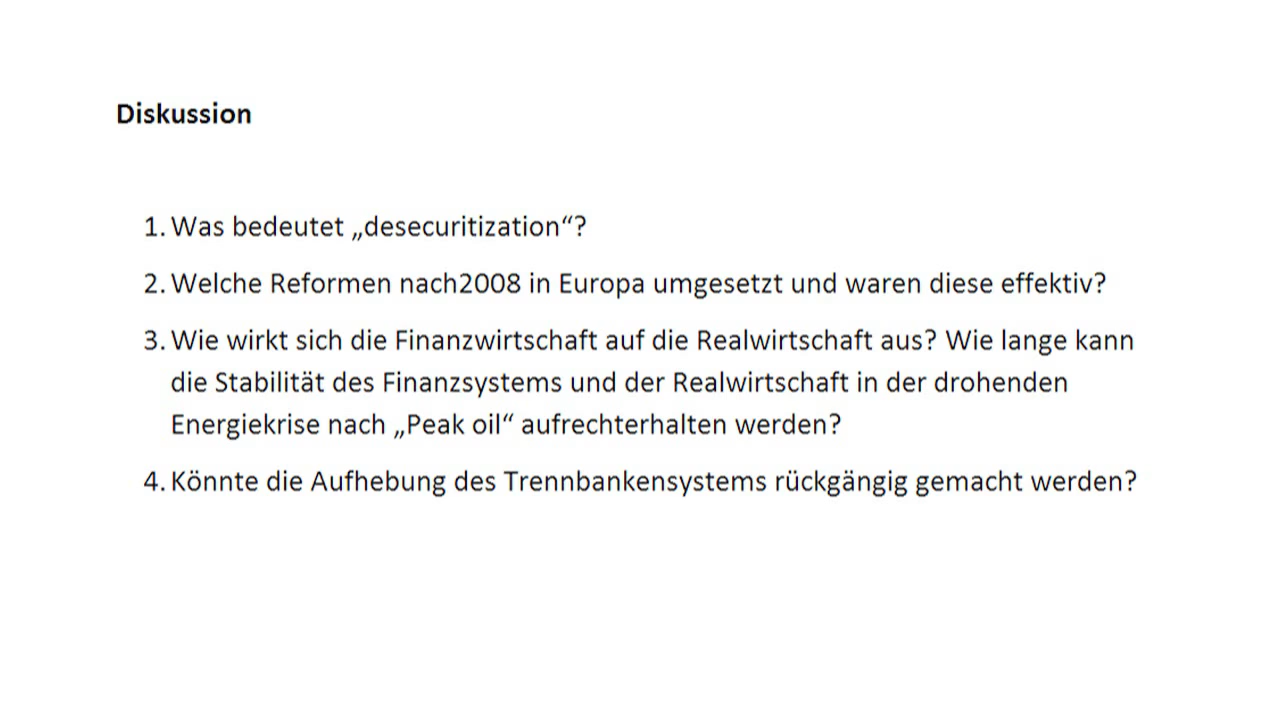 Diskussion
1. Was bedeutet „desecuritization“?
2. Welche Reformen nach2008 in Europa umgesetzt und waren diese effektiv?
3. Wie wirkt sich die Finanzwirtschaft auf die Realwirtschaft aus? Wie lange kann
die Stabilität des Finanzsystems und der Realwirtschaft in der drohenden
Energiekrise nach „Peak oil“ aufrechterhalten werden?
4. Könnte die Aufhebung des Trennbankensystems rückgängig gemacht werden?